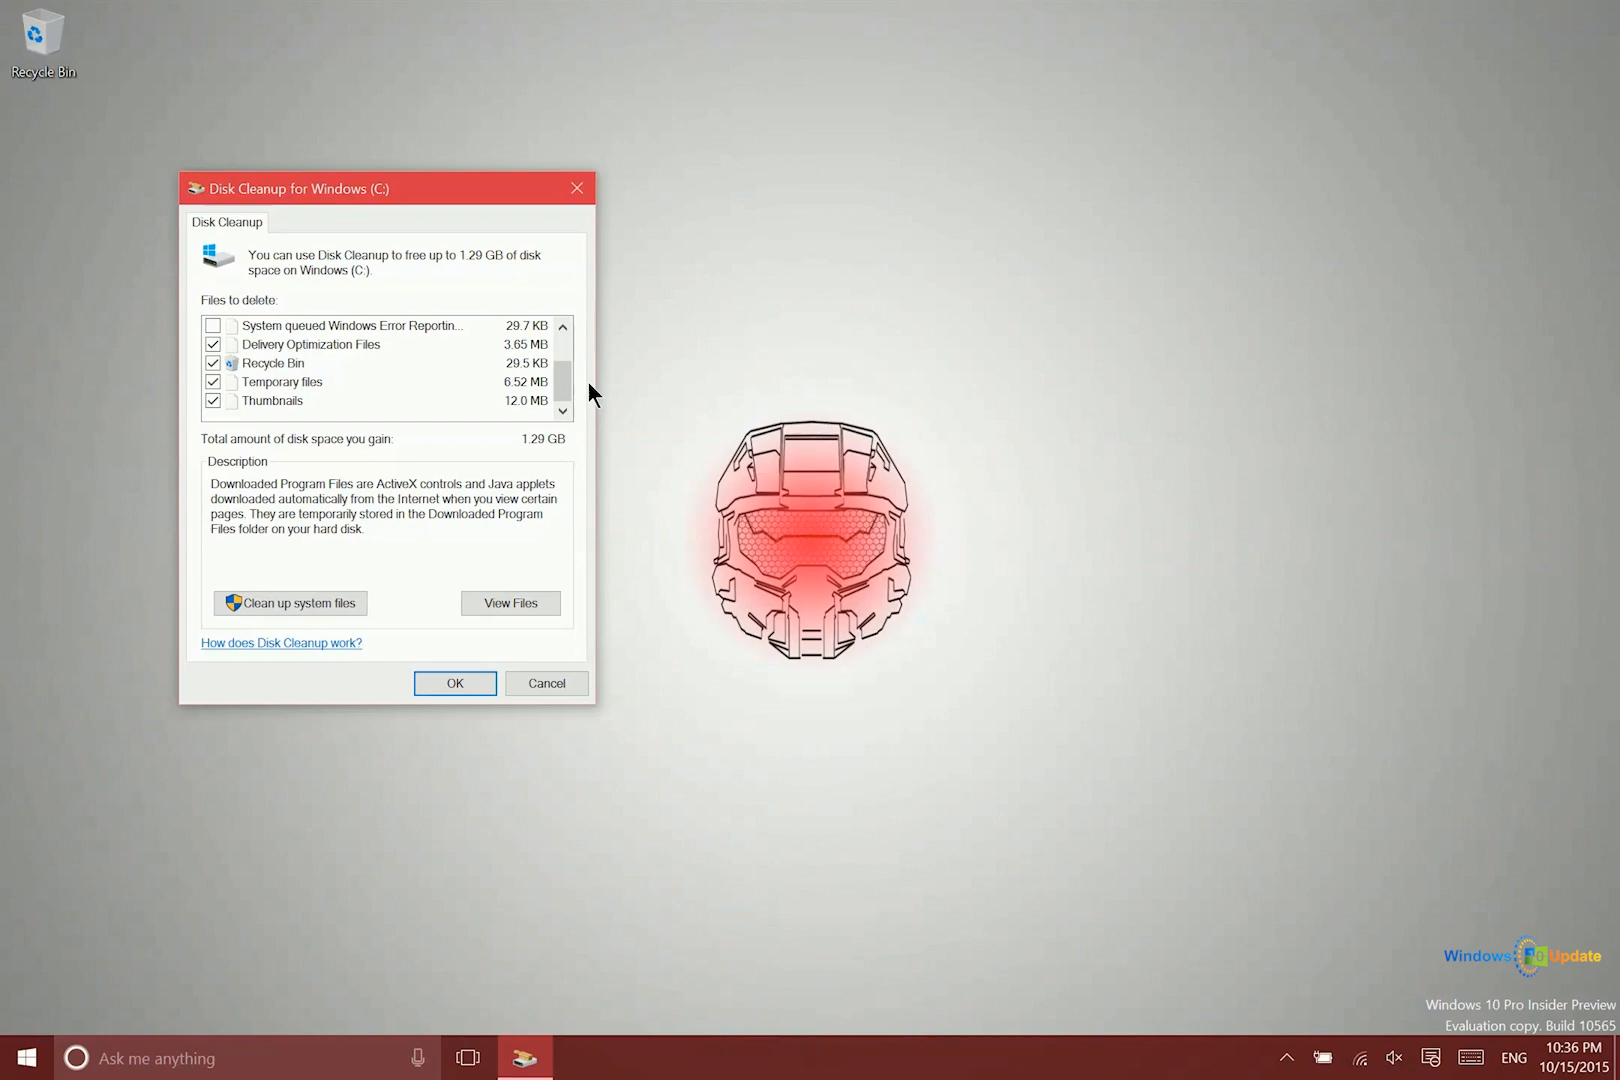 Recycle Bin
Disk Cleanup for Windows (C:)
Disk Cleanup
You can use Disk Cleanup to free up to 1.29 GB of disk
space on Windows (C:).
Files to delete:
System queued Windows Error Reportin... 29.7 KB
Delivery Optimization Files 3.65 MB
Recycle Bin 29.5 KB
Temporary files 6.52 MB
Thumbnails 12.0 MB
Total amount of disk space you gain: 1.29 GB
Description
Downloaded Program Files are ActiveX controls and Java applets
downloaded automatically from the Internet when you view certain
pages. They are temporarily stored in the Downloaded Program
Files folder on your hard disk.
Clean up system files
View Files
How does Disk Cleanup work?
OK
Cancel
Windows 10 Update
Windows 10 Pro Insider Preview
Evaluation copy. Build 10565
Ask me anything
ENG
10:36 PM
10/15/2015